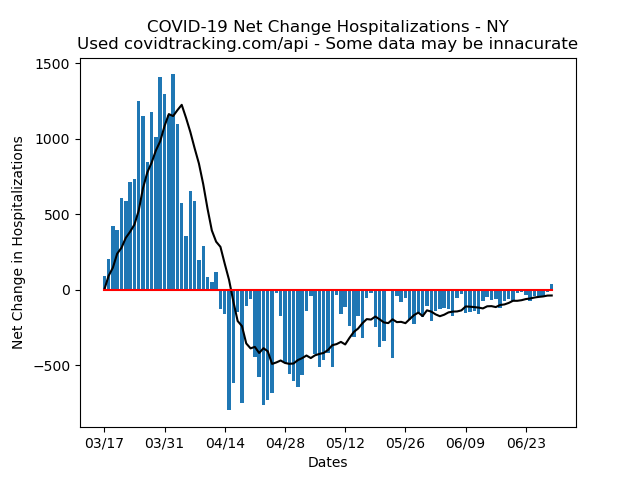 COVID-19 Net Change Hospitalizations - NY
Used covidtracking.com/api - Some data may be innacurate
Net Change in Hospitalizations
1500
1000
500
0
−500
03/17 03/31 04/14 04/28 05/12 05/26 06/09 06/23
Dates